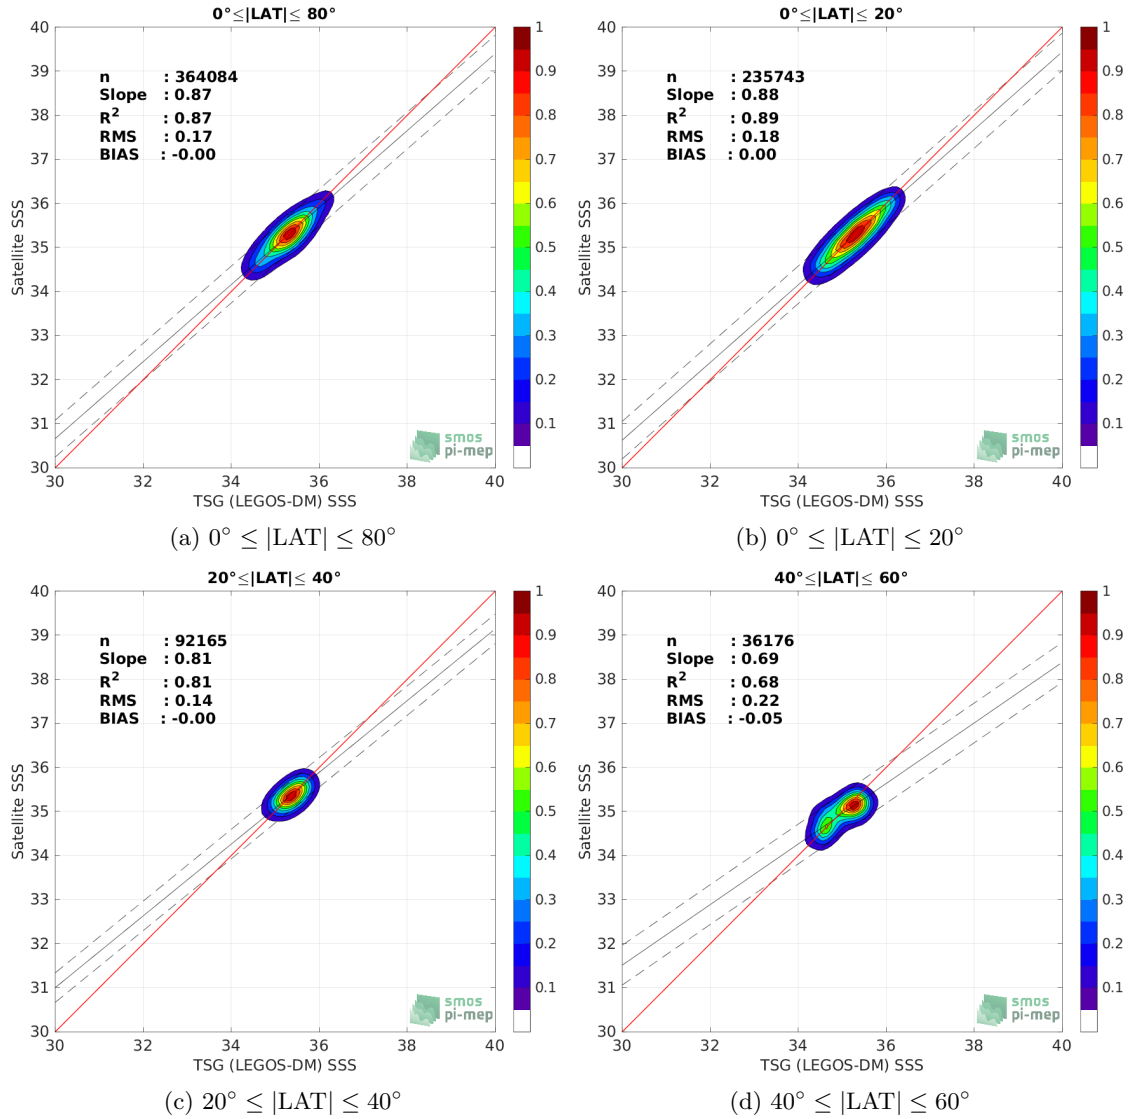 0°≤|LAT|≤ 80°
n : 364084
Slope : 0.87
R² : 0.87
RMS : 0.17
BIAS : -0.00
40
39
38
37
36
35
34
33
32
31
30
Satellite SSS
30 32 34 36 38 40
TSG (LEGOS-DM) SSS
1
0.9
0.8
0.7
0.6
0.5
0.4
0.3
0.2
0.1
smos
pi-mep
(a) 0° ≤ |LAT| ≤ 80°
0°≤|LAT|≤ 20°
n : 235743
Slope : 0.88
R² : 0.89
RMS : 0.18
BIAS : 0.00
40
39
38
37
36
35
34
33
32
31
30
Satellite SSS
30 32 34 36 38 40
TSG (LEGOS-DM) SSS
1
0.9
0.8
0.7
0.6
0.5
0.4
0.3
0.2
0.1
smos
pi-mep
(b) 0° ≤ |LAT| ≤ 20°
20°≤|LAT|≤ 40°
n : 92165
Slope : 0.81
R² : 0.81
RMS : 0.14
BIAS : -0.00
40
39
38
37
36
35
34
33
32
31
30
Satellite SSS
30 32 34 36 38 40
TSG (LEGOS-DM) SSS
1
0.9
0.8
0.7
0.6
0.5
0.4
0.3
0.2
0.1
smos
pi-mep
(c) 20° ≤ |LAT| ≤ 40°
40°≤|LAT|≤ 60°
n : 36176
Slope : 0.69
R² : 0.68
RMS : 0.22
BIAS : -0.05
40
39
38
37
36
35
34
33
32
31
30
Satellite SSS
30 32 34 36 38 40
TSG (LEGOS-DM) SSS
1
0.9
0.8
0.7
0.6
0.5
0.4
0.3
0.2
0.1
smos
pi-mep
(d) 40° ≤ |LAT| ≤ 60°